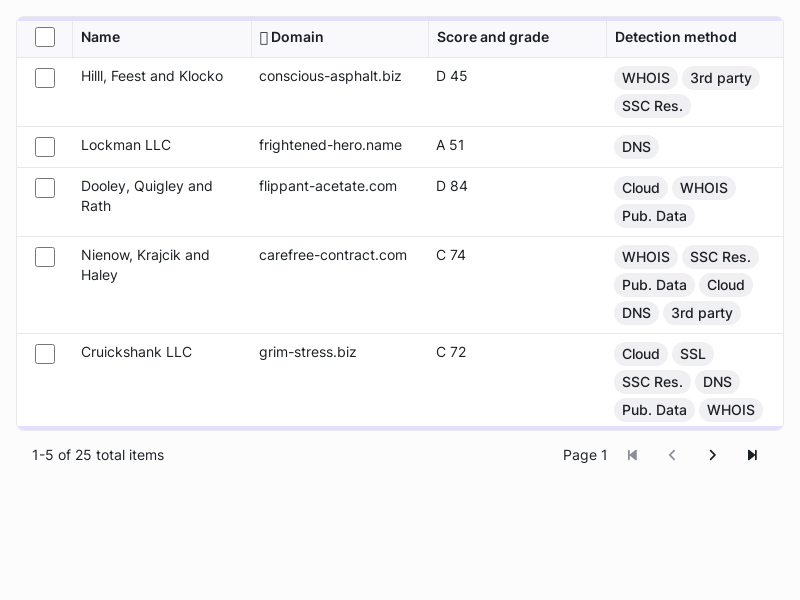 Name Domain Score and grade Detection method
Hilll, Feest and Klocko conscious-asphalt.biz D 45 WHOIS 3rd party
SSC Res.
Lockman LLC frightened-hero.name A 51 DNS
Dooley, Quigley and flippant-acetate.com D 84 Cloud WHOIS
Rath Pub. Data
Nienow, Krajcik and carefree-contract.com C 74 WHOIS SSC Res.
Haley Pub. Data Cloud
DNS 3rd party
Cruickshank LLC grim-stress.biz C 72 Cloud SSL
SSC Res. DNS
Pub. Data WHOIS
1-5 of 25 total items Page 1